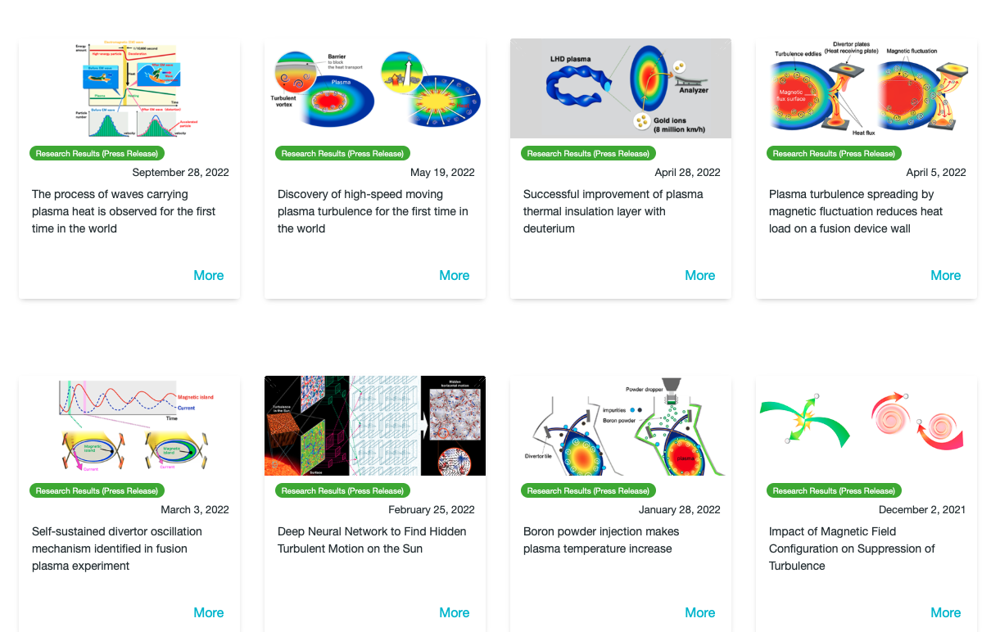 Electromagnetic (EM) wave
Energy
amount
1/10,000 second
High-energy particle
Deceleration
Before EM wave
After EM wave
Heat
Plasma
Heating
Time
Particle
number
Before EM wave
After EM wave (distortion)
Accelerated
particle
velocity
velocity
Research Results (Press Release)
September 28, 2022
The process of waves carrying
plasma heat is observed for the first
time in the world
More
Barrier
to block
the heat transport
Plasma
Turbulent
vortex
Research Results (Press Release)
May 19, 2022
Discovery of high-speed moving
plasma turbulence for the first time in
the world
More
LHD plasma
Analyzer
Gold ions
(8 million km/h)
Research Results (Press Release)
April 28, 2022
Successful improvement of plasma
thermal insulation layer with
deuterium
More
Divertor plates
(Heat receiving plate)
Turbulence eddies
Magnetic fluctuation
Magnetic
flux surface
Heat flux
Research Results (Press Release)
April 5, 2022
Plasma turbulence spreading by
magnetic fluctuation reduces heat
load on a fusion device wall
More
Magnetic island
Current
Time
Magnetic
island
Magnetic
island
Current
Current
Research Results (Press Release)
March 3, 2022
Self-sustained divertor oscillation
mechanism identified in fusion
plasma experiment
More
Hidden
horizontal motion
Turbulence
in the Sun
Surface
Research Results (Press Release)
February 25, 2022
Deep Neural Network to Find Hidden
Turbulent Motion on the Sun
More
Powder dropper
impurities
Boron powder
Divertor tile
plasma
Research Results (Press Release)
January 28, 2022
Boron powder injection makes
plasma temperature increase
More
Research Results (Press Release)
December 2, 2021
Impact of Magnetic Field
Configuration on Suppression of
Turbulence
More